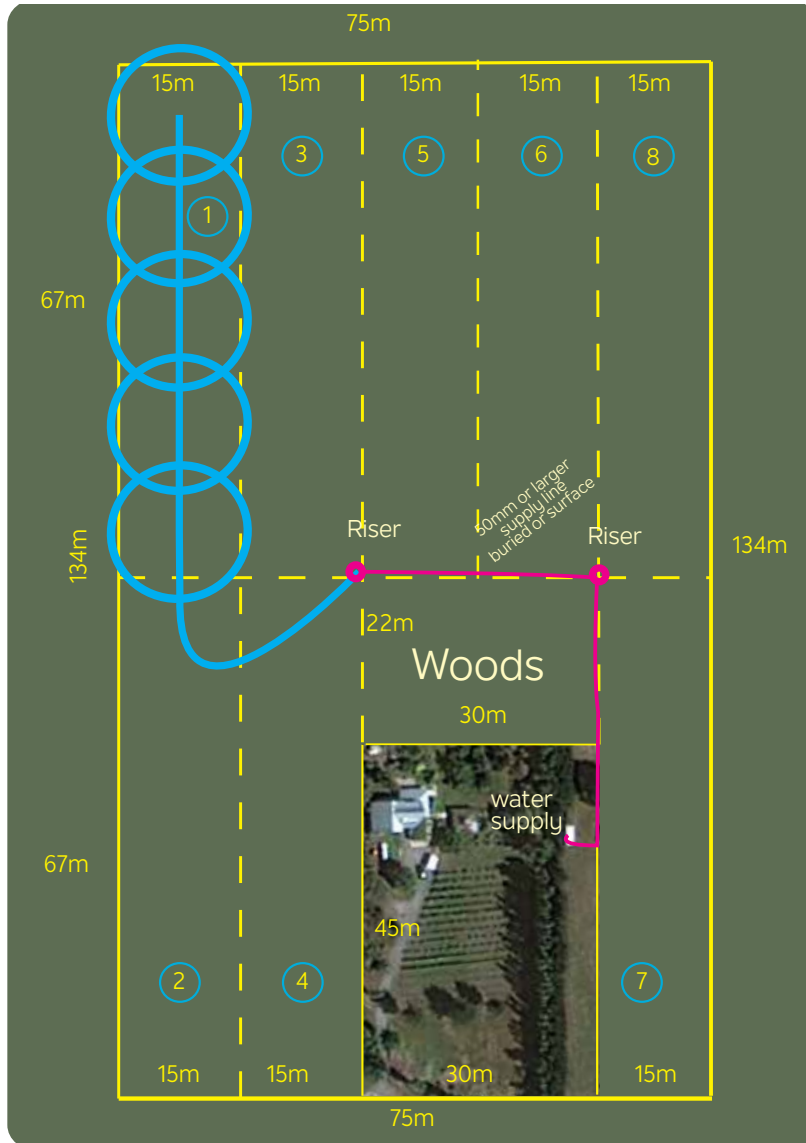 75m
15m
15m
15m
15m
15m
3
5
6
8
1
67m
50mm or larger
supply line
buried or surface
Riser
Riser
134m
134m
22m
Woods
30m
water
supply
67m
45m
2
4
7
15m
15m
30m
15m
75m